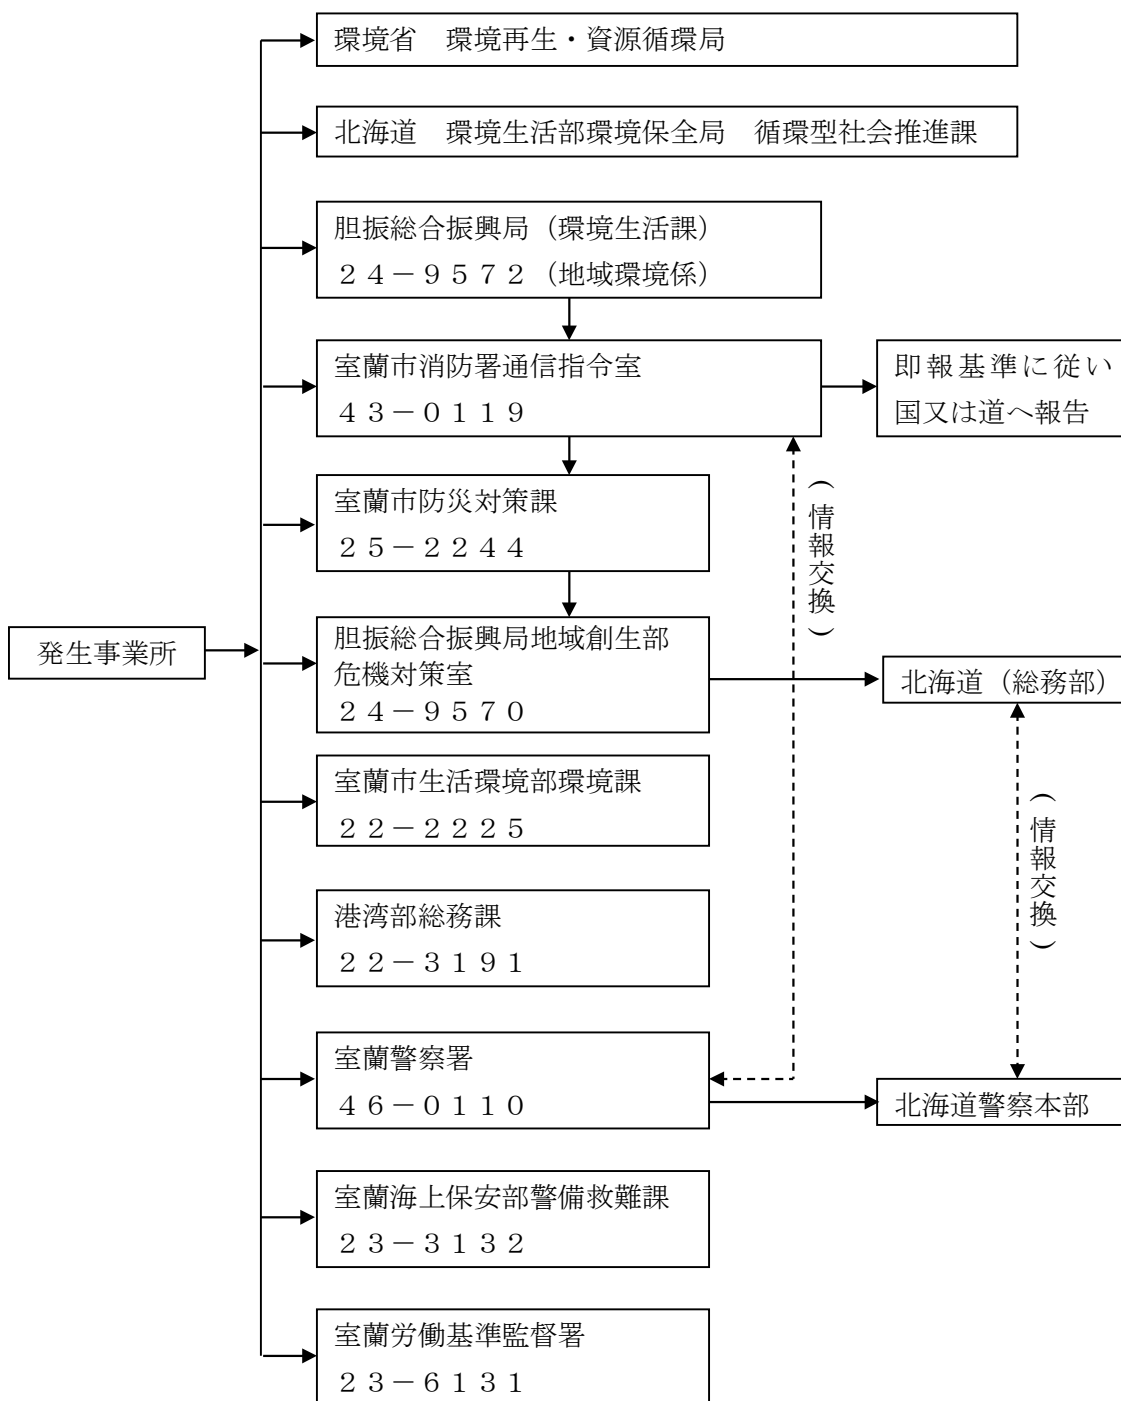 環境省　環境再生・資源循環局
北海道　環境生活部環境保全局　循環型社会推進課
胆振総合振興局（環境生活課）
２４－９５７２（地域環境係）
室蘭市消防署通信指令室
４３－０１１９
即報基準に従い
国又は道へ報告
室蘭市防災対策課
２５－２２４４
（情報交換）
発生事業所
胆振総合振興局地域創生部
危機対策室
２４－９５７０
北海道（総務部）
室蘭市生活環境部環境課
２２－２２２５
（情報交換）
港湾部総務課
２２－３１９１
室蘭警察署
４６－０１１０
北海道警察本部
室蘭海上保安部警備救難課
２３－３１３２
室蘭労働基準監督署
２３－６１３１